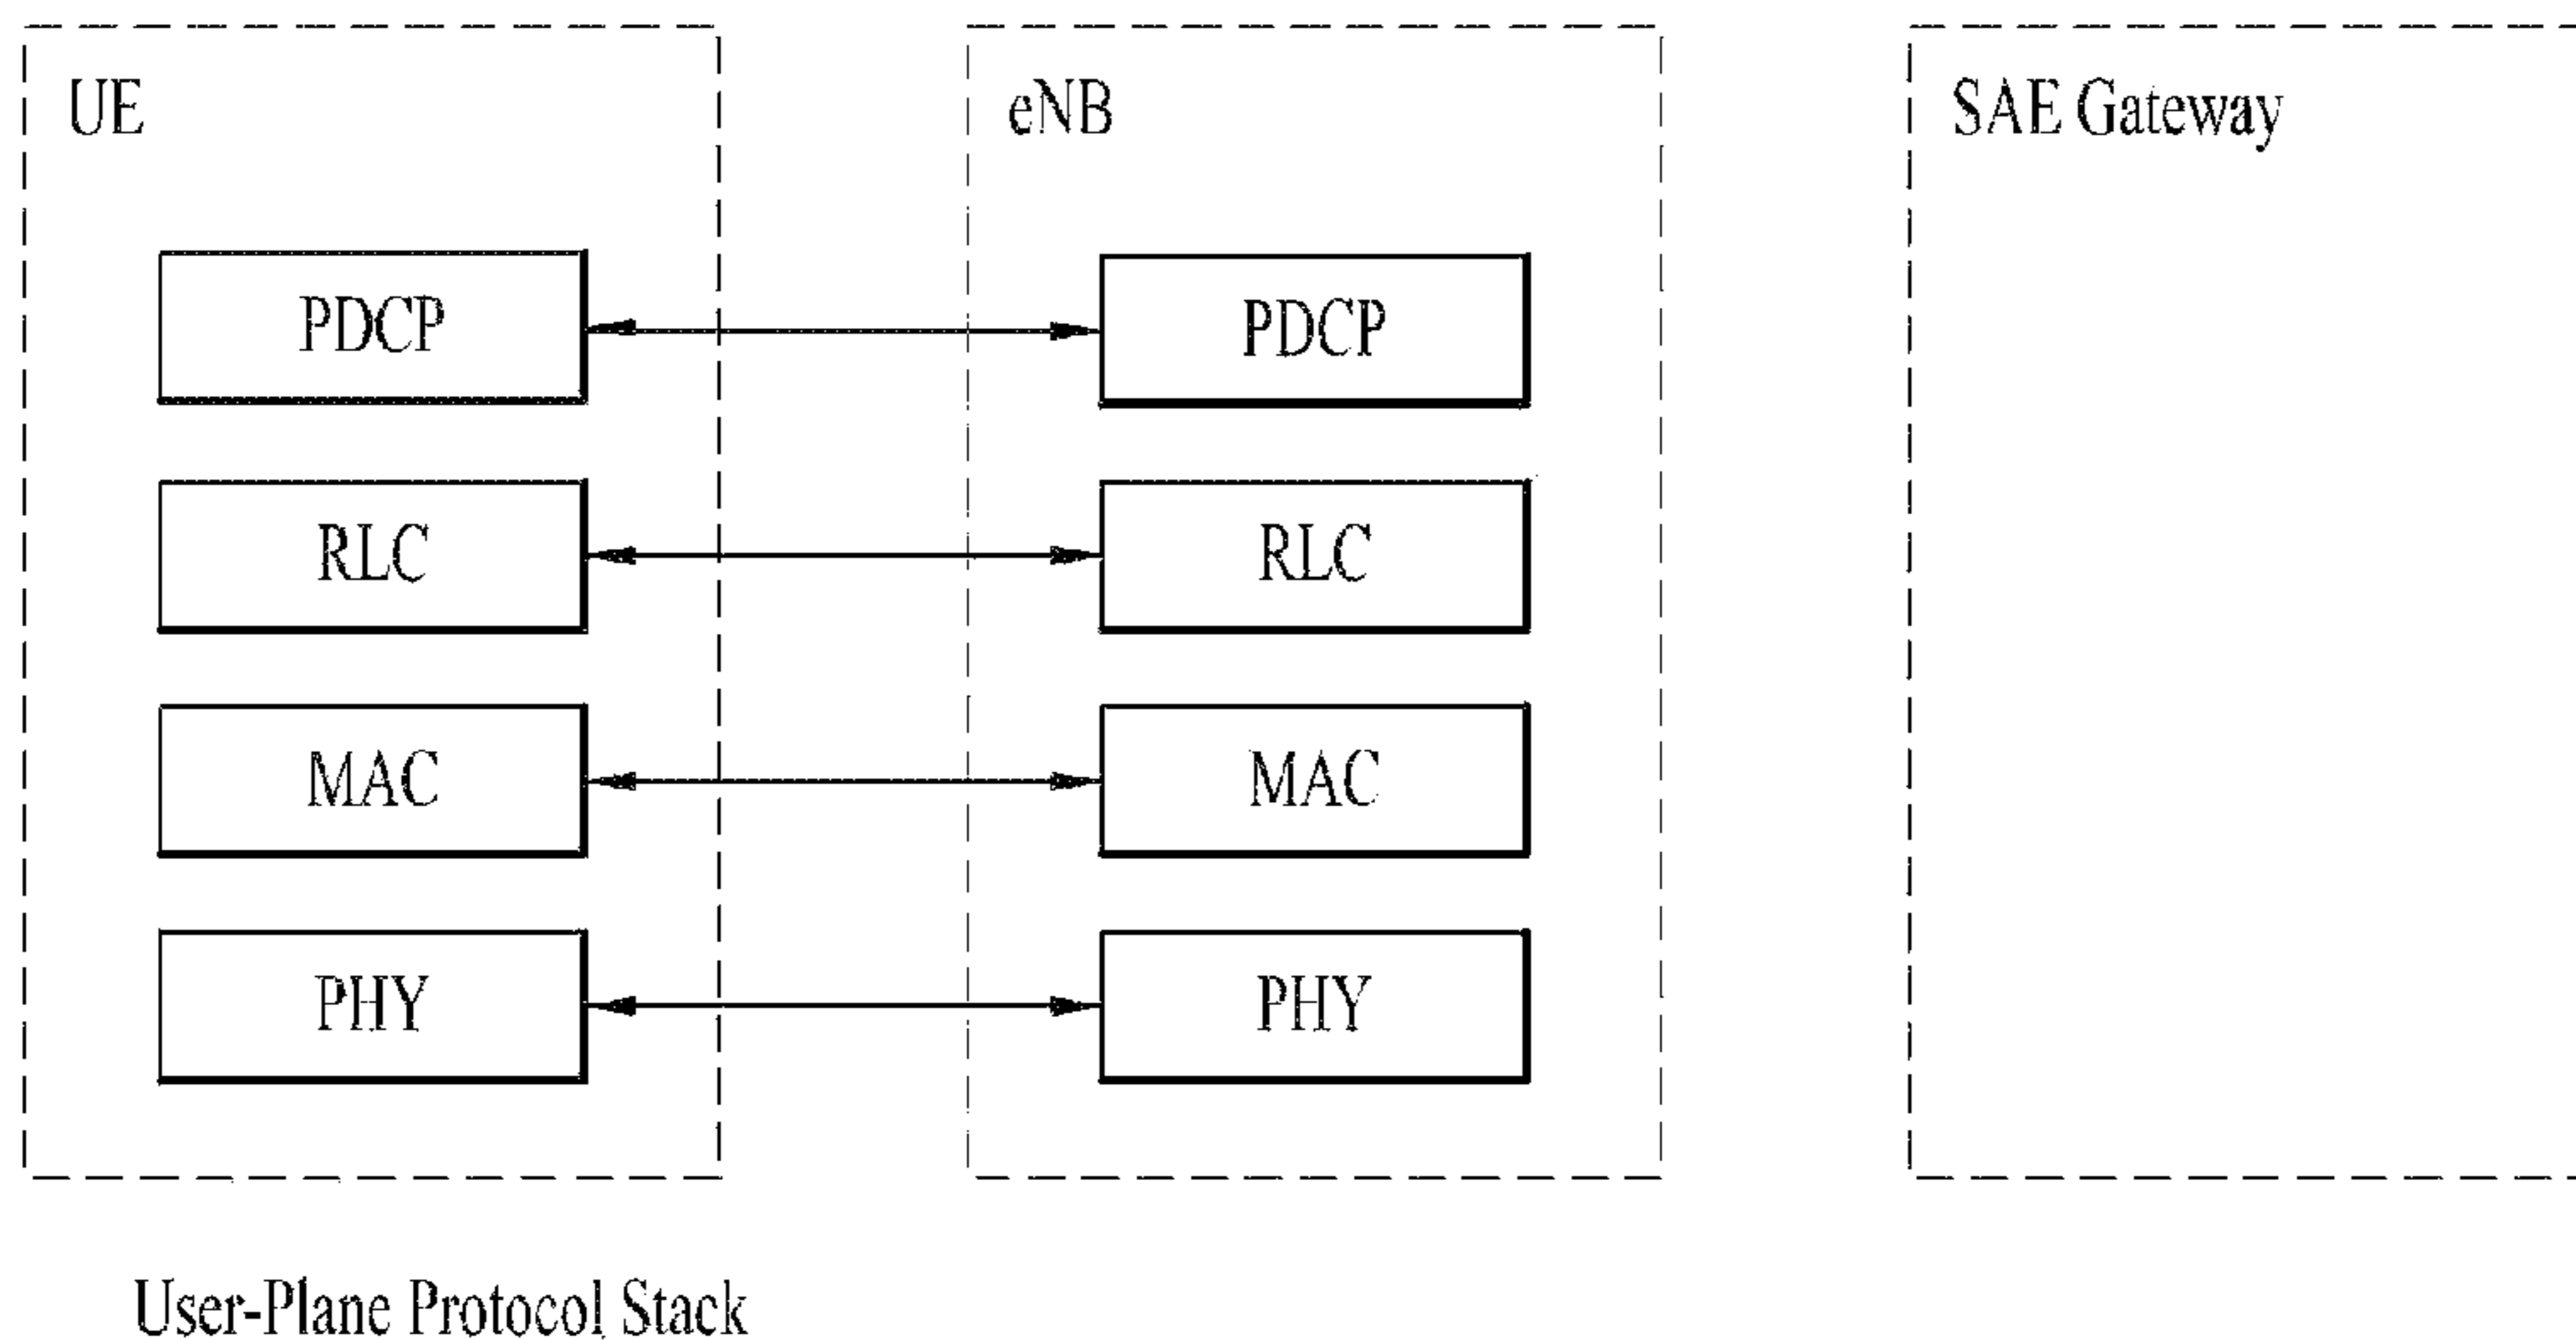 UE
eNB
SAE Gateway
PDCP
PDCP
RLC
RLC
MAC
MAC
PHY
PHY
User-Plane Protocol Stack